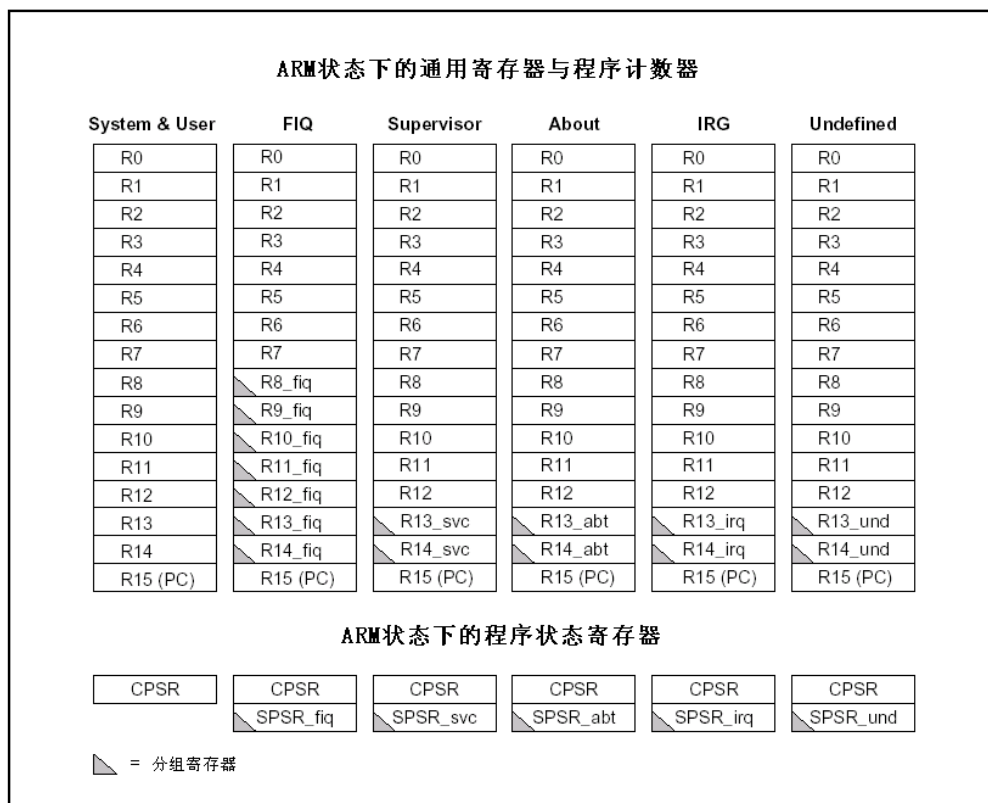 ARM状态下的通用寄存器与程序计数器
System & User FIQ Supervisor About IRG Undefined
R0 R0 R0 R0 R0 R0
R1 R1 R1 R1 R1 R1
R2 R2 R2 R2 R2 R2
R3 R3 R3 R3 R3 R3
R4 R4 R4 R4 R4 R4
R5 R5 R5 R5 R5 R5
R6 R6 R6 R6 R6 R6
R7 R7 R7 R7 R7 R7
R8 R8_fiq R8 R8 R8 R8
R9 R9_fiq R9 R9 R9 R9
R10 R10_fiq R10 R10 R10 R10
R11 R11_fiq R11 R11 R11 R11
R12 R12_fiq R12 R12 R12 R12
R13 R13_fiq R13_svc R13_abt R13_irq R13_und
R14 R14_fiq R14_svc R14_abt R14_irq R14_und
R15 (PC) R15 (PC) R15 (PC) R15 (PC) R15 (PC) R15 (PC)
ARM状态下的程序状态寄存器
CPSR CPSR CPSR CPSR CPSR CPSR
SPSR_fiq SPSR_svc SPSR_abt SPSR_irq SPSR_und
= 分组寄存器